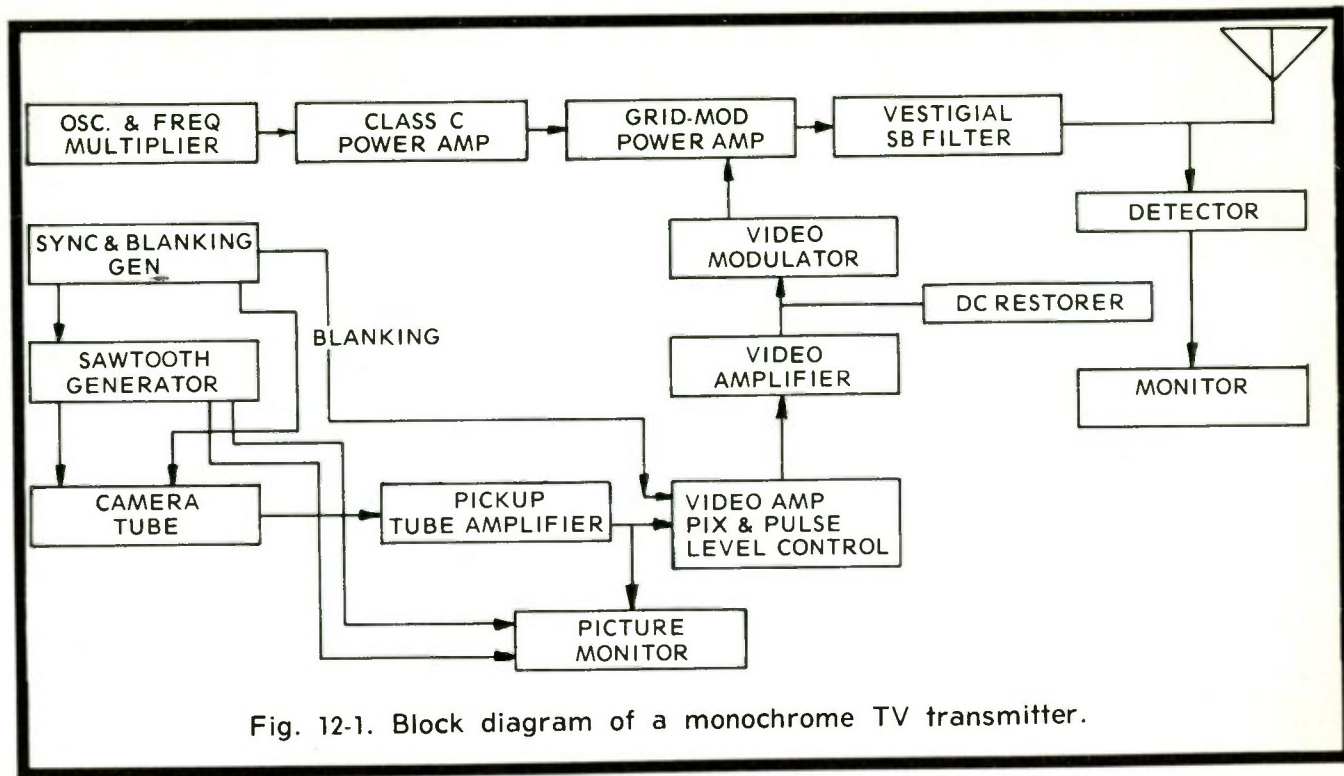 OSC. & FREQ
MULTIPLIER
CLASS C
POWER AMP
GRID-MOD
POWER AMP
VESTIGIAL
SB FILTER
DETECTOR
MONITOR
SYNC & BLANKING
GEN
BLANKING
VIDEO
MODULATOR
DC RESTORER
SAWTOOTH
GENERATOR
VIDEO
AMPLIFIER
CAMERA
TUBE
PICKUP
TUBE AMPLIFIER
VIDEO AMP
PIX & PULSE
LEVEL CONTROL
PICTURE
MONITOR
Fig. 12-1. Block diagram of a monochrome TV transmitter.